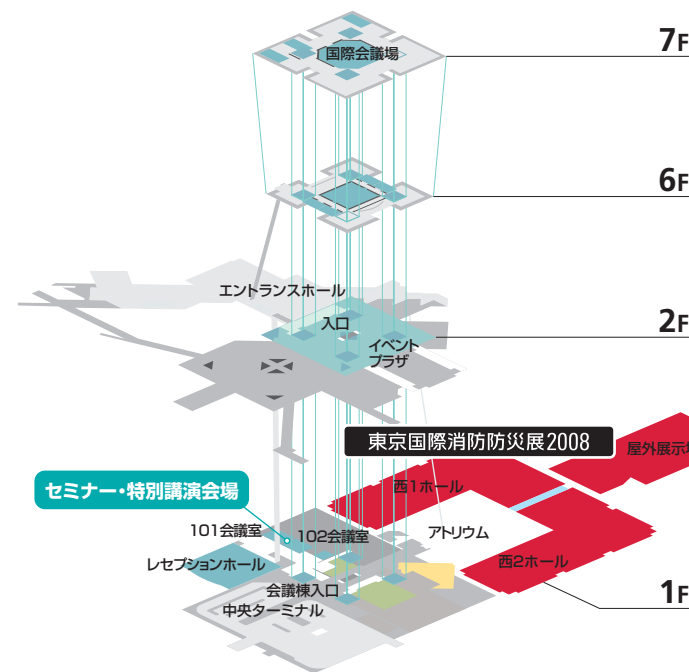 国際会議場
7F
6F
エントランスホール
入口
2F
イベント
プラザ
東京国際消防防災展2008
屋外展示場
西1ホール
セミナー・特別講演会場
101会議室
102会議室
アトリウム
レセプションホール
西2ホール
会議棟入口
中央ターミナル
1F